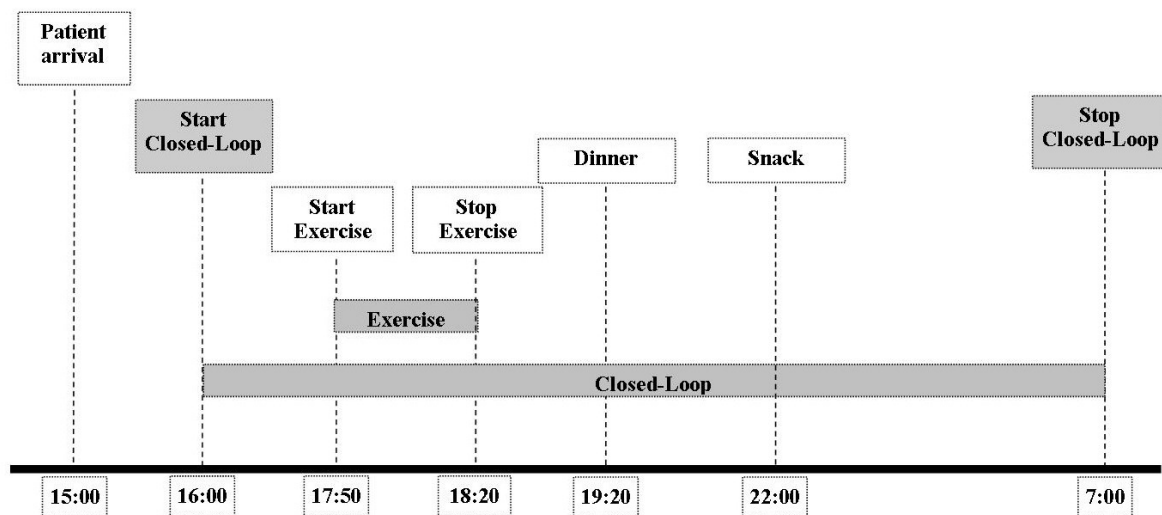 Patient
arrival
Start
Closed-Loop
Stop
Closed-Loop
Dinner
Snack
Start
Exercise
Stop
Exercise
Exercise
Closed-Loop
15:00
16:00
17:50
18:20
19:20
22:00
7:00